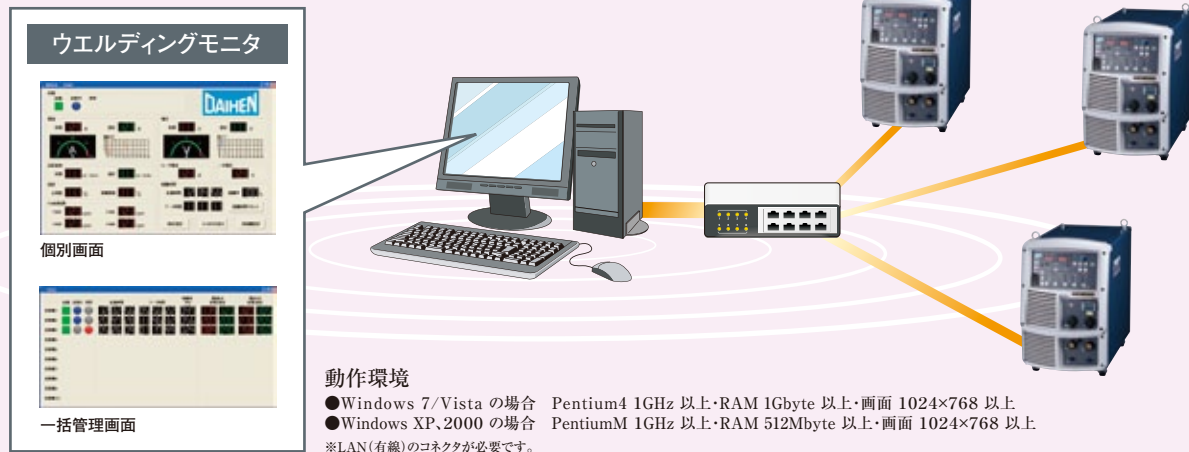 ウエルディングモニタ
DAIHEN
個別画面
一括管理画面
動作環境
●Windows 7/Vista の場合 Pentium4 1GHz 以上・RAM 1Gbyte 以上・画面 1024×768 以上
●Windows XP、2000 の場合 PentiumM 1GHz 以上・RAM 512Mbyte 以上・画面 1024×768 以上
※LAN(有線)のコネクタが必要です。